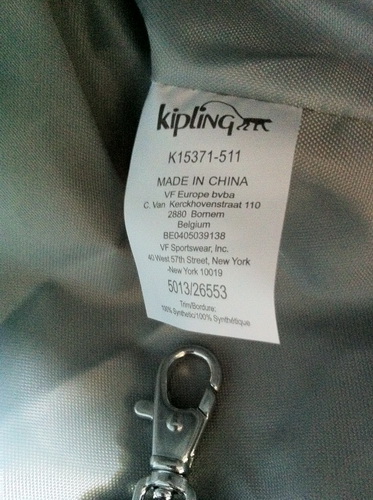 kipling
K15371-511
MADE IN CHINA
VF Europe bvba
C. Van Kerckhovenstraat 110
2880 Bornem
Belgium
BE0405039138
VF Sportswear, Inc.
40 West 57th Street, New York
-New York 10019
5013/26553
Trim/Bordure:
100% Synthetic/100% Synthétique